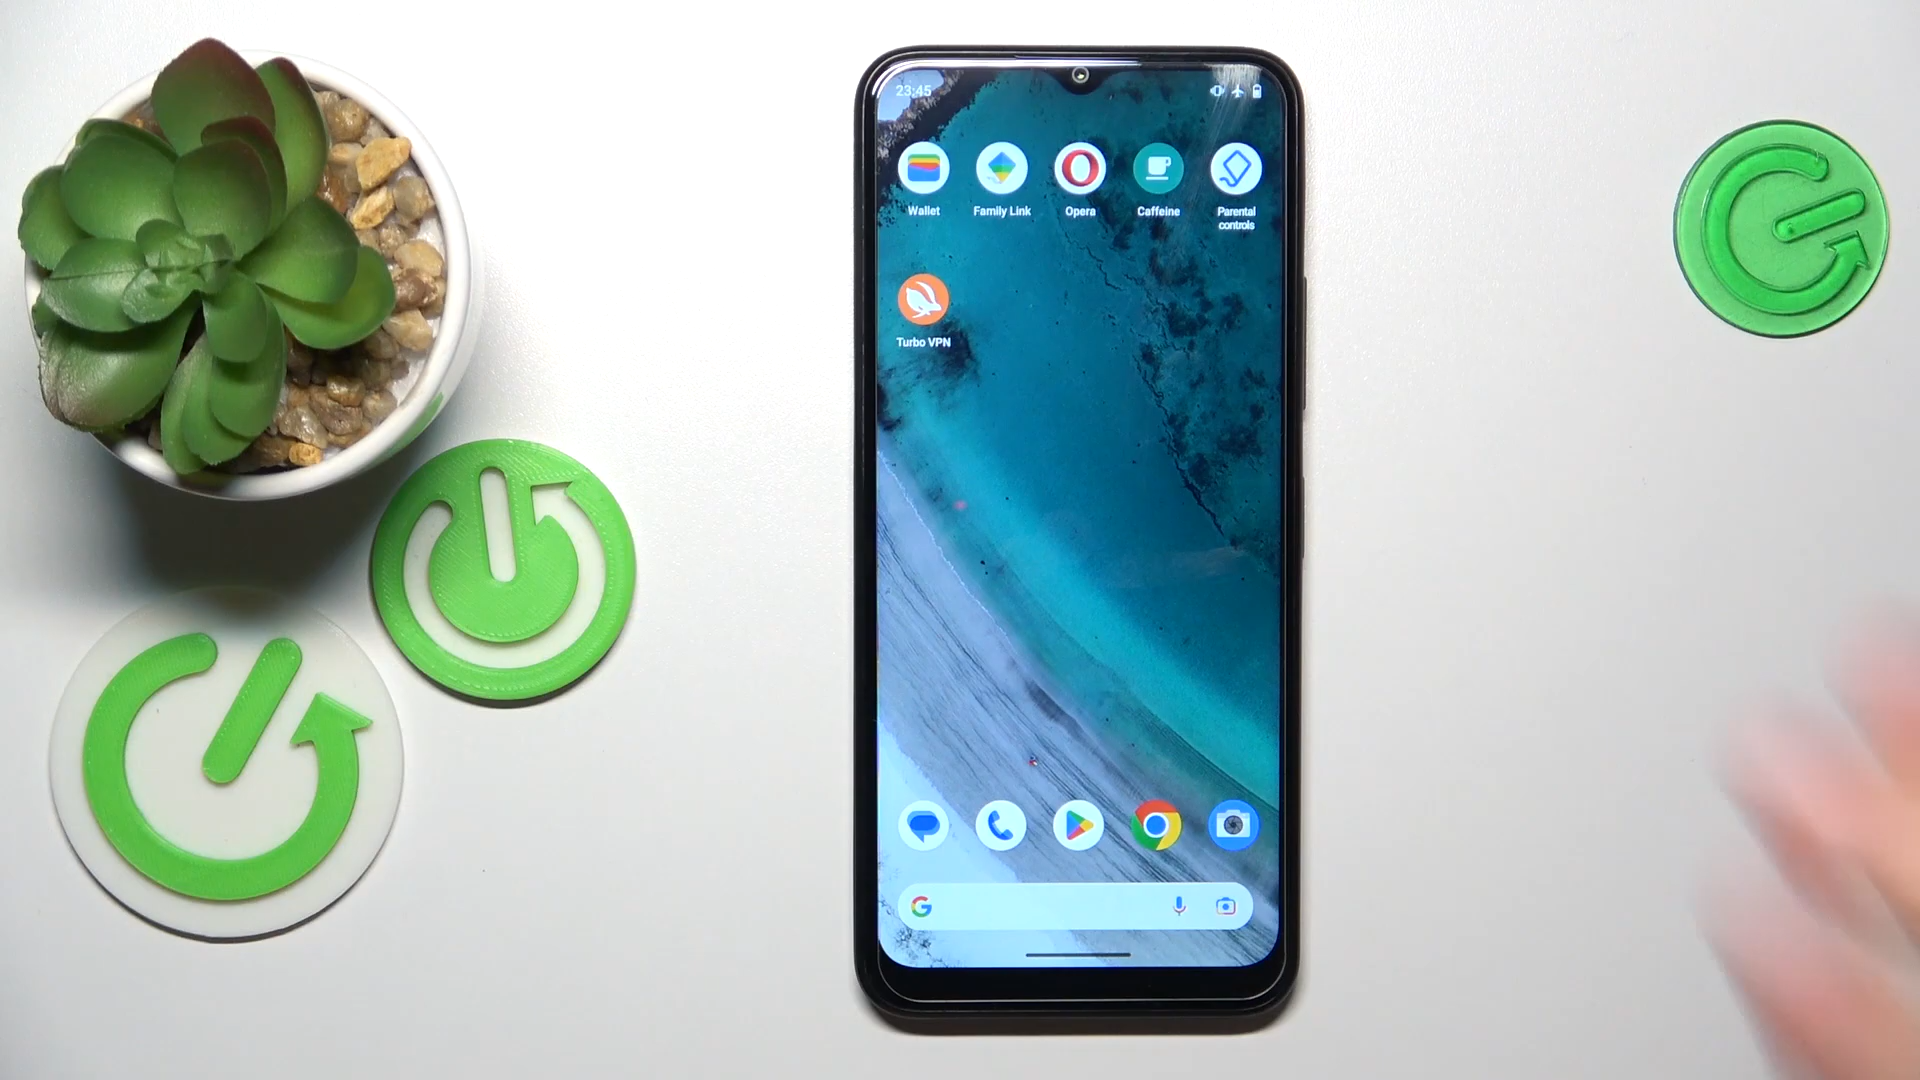 23:45
Wallet
Family Link
Opera
Caffeine
Parental
controls
Turbo VPN
G